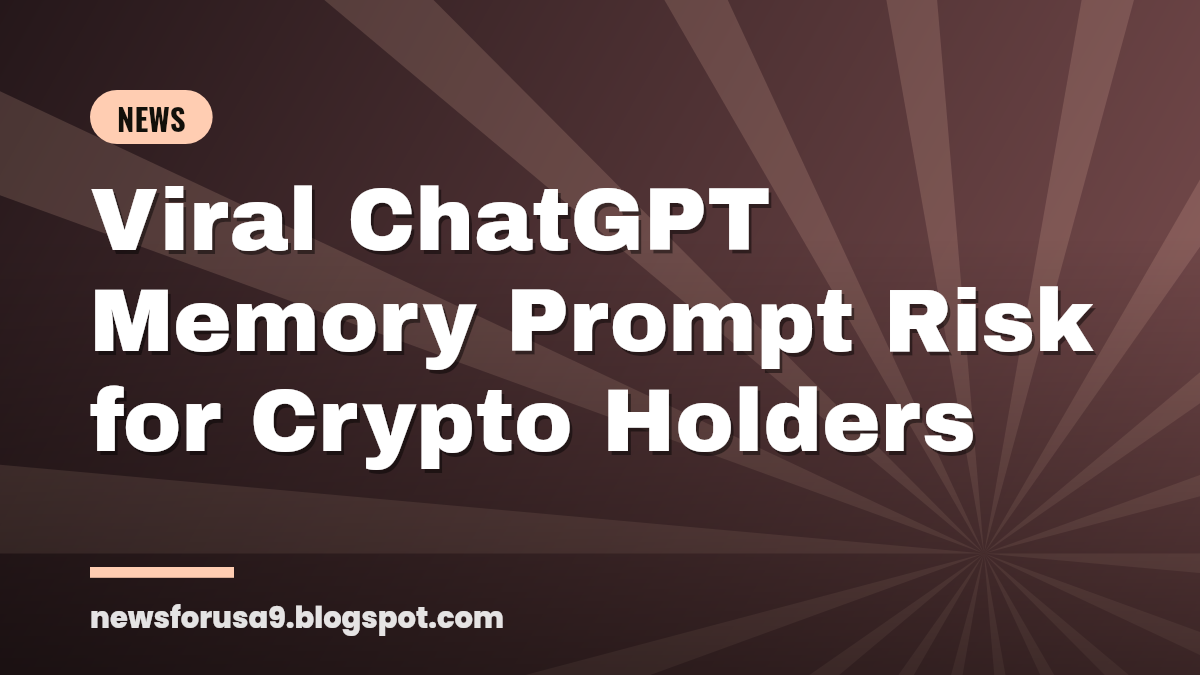 NEWS
Viral ChatGPT
Memory Prompt Risk
for Crypto Holders
newsforusa9.blogspot.com